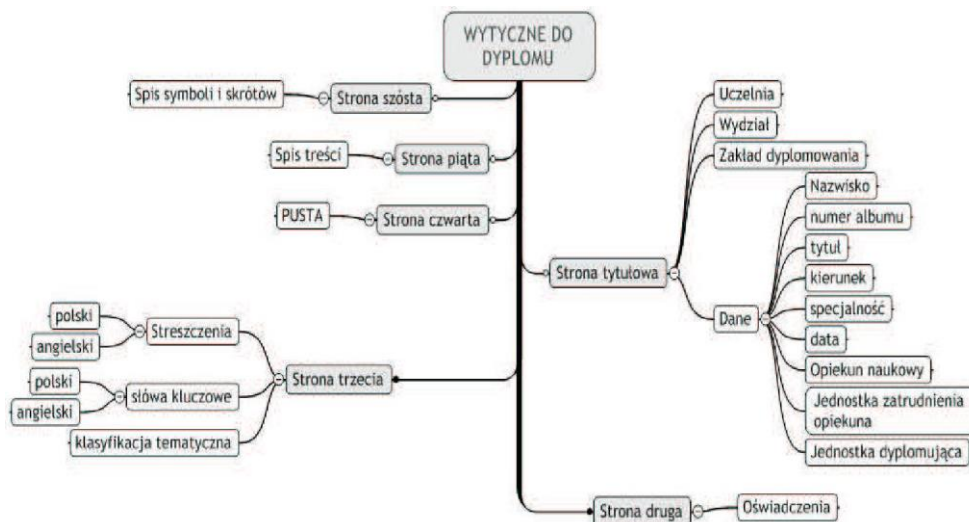 WYTYCZNE DO
DYPLOMU
Strona tytułowa
Uczelnia
Wydział
Zakład dyplomowania
Dane
Nazwisko
numer albumu
tytuł
kierunek
specjalność
data
Opiekun naukowy
Jednostka zatrudnienia
opiekuna
Jednostka dyplomująca
Strona druga
Oświadczenia
Strona trzecia
Streszczenia
polski
angielski
słówa kluczowe
polski
angielski
klasyfikacja tematyczna
Strona czwarta
PUSTA
Strona piąta
Spis treści
Strona szósta
Spis symboli i skrótów